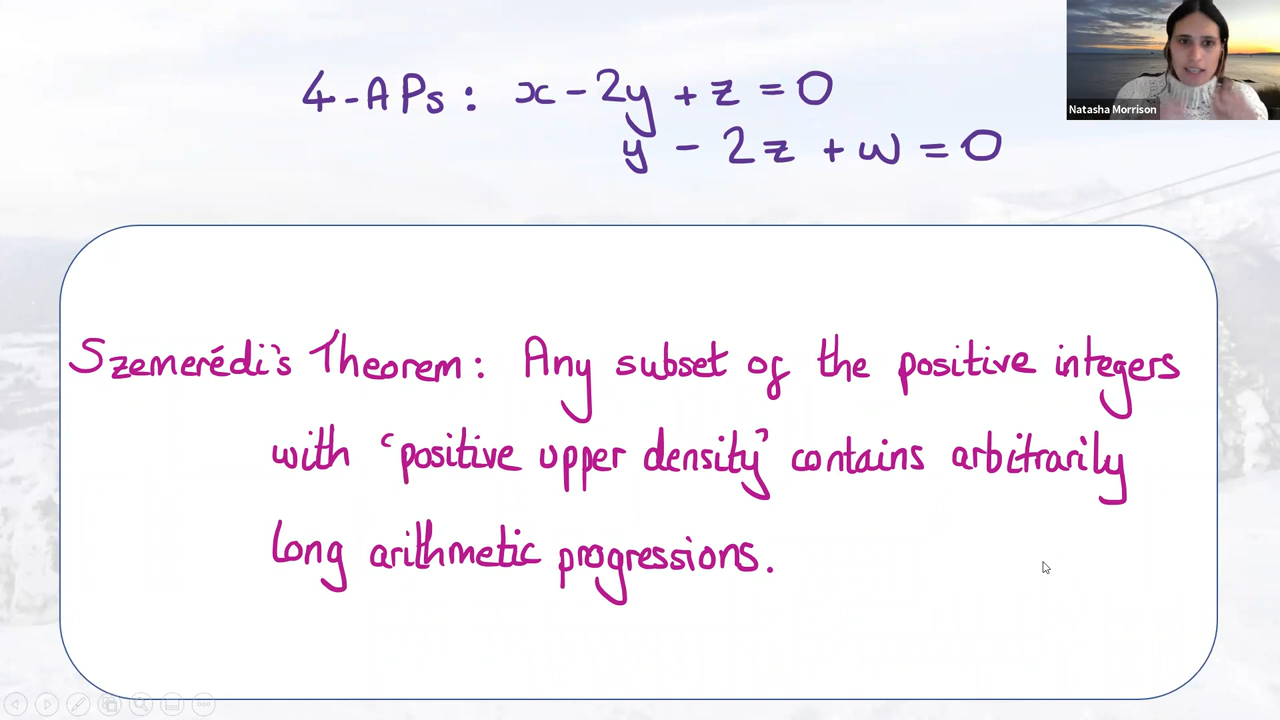 4-APs: x - 2y + z = 0
y - 2z + w = 0
Natasha Morrison
Szemerédi's Theorem: Any subset of the positive integers
with 'positive upper density' contains arbitrarily
long arithmetic progressions.